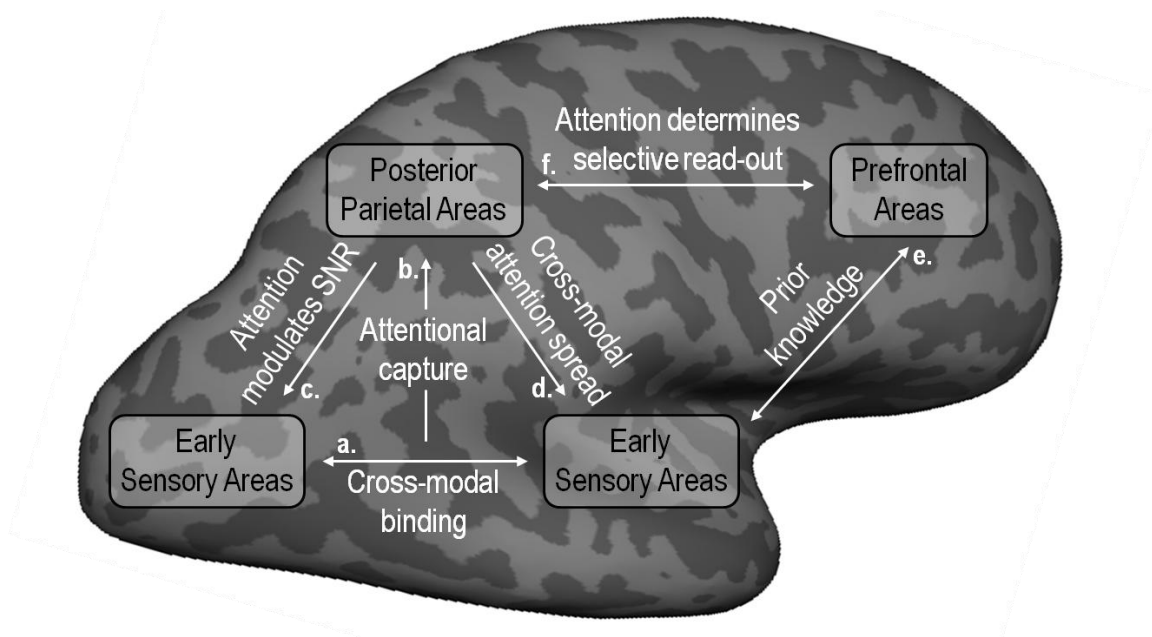 Attention determines
selective read-out
f.
Posterior
Parietal Areas
Prefrontal
Areas
Attention
modulates SNR
c.
b.
Attentional
capture
Cross-modal
attention spread
d.
Prior
knowledge
e.
Early
Sensory Areas
a.
Cross-modal
binding
Early
Sensory Areas